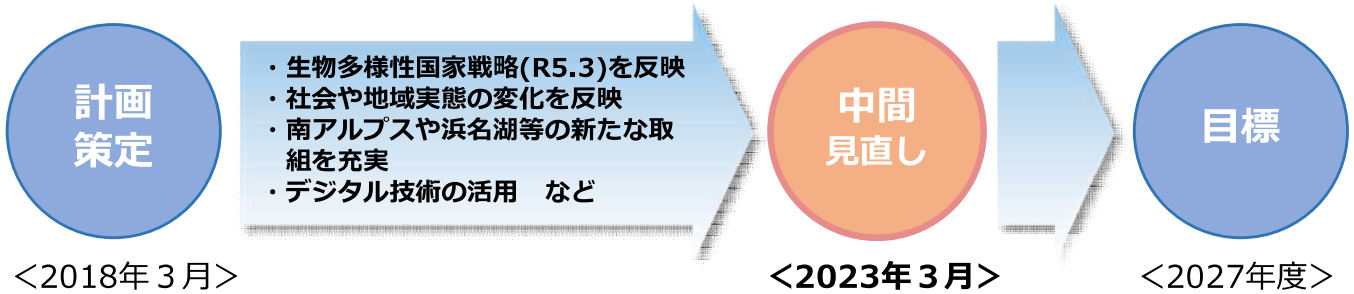 計画
策定
・生物多様性国家戦略(R5.3)を反映
・社会や地域実態の変化を反映
・南アルプスや浜名湖等の新たな取
組を充実
・デジタル技術の活用　など
中間
見直し
目標
＜2018年３月＞
＜2023年３月＞
＜2027年度＞